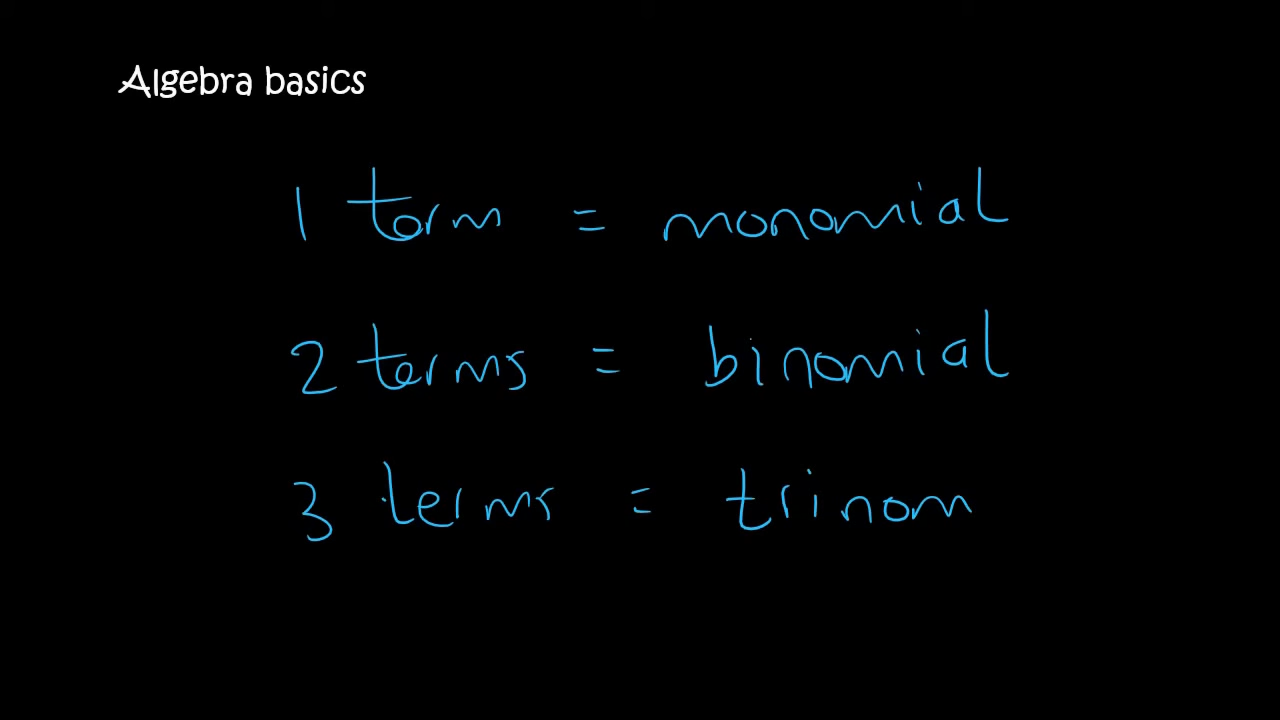 Algebra basics
1 term = monomial
2 terms = binomial
3 terms = trinom